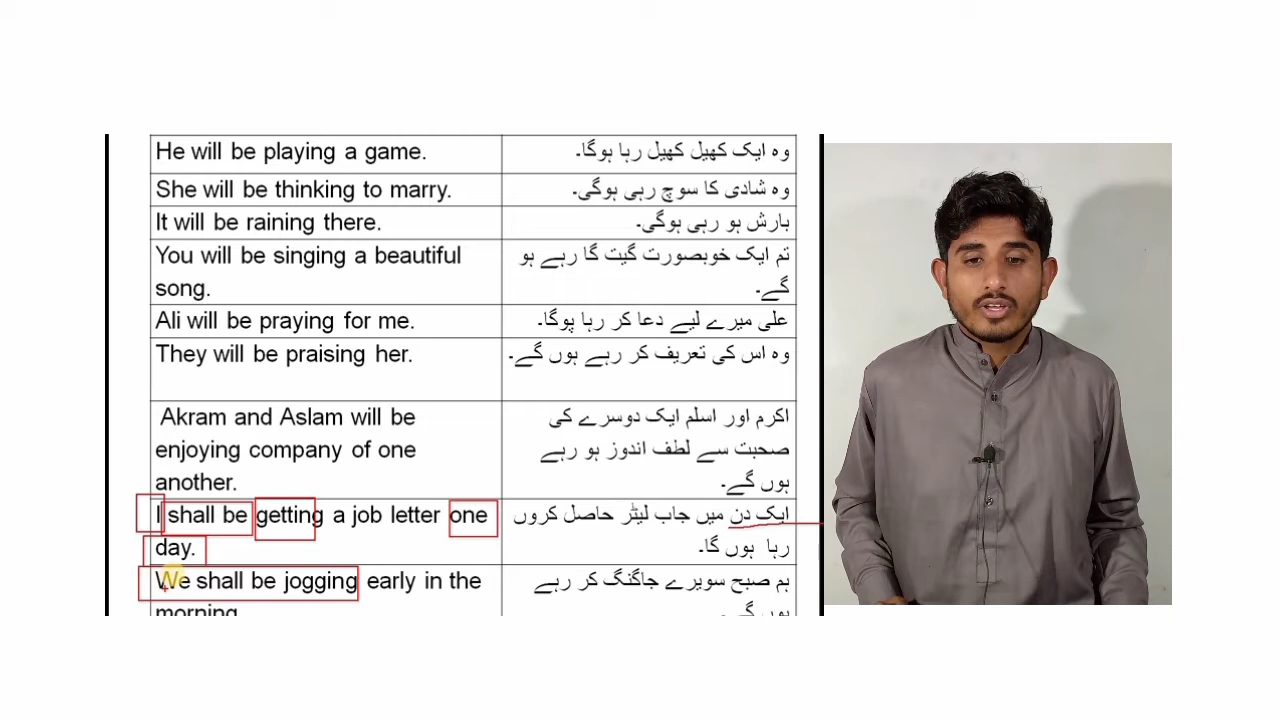 He will be playing a game.
وہ ایک کھیل کھیل رہا ہوگا۔
She will be thinking to marry.
وہ شادی کا سوچ رہی ہوگی۔
It will be raining there.
بارش ہو رہی ہوگی۔
You will be singing a beautiful
song.
تم ایک خوبصورت گیت گا رہے ہو
گے۔
Ali will be praying for me.
علی میرے لیے دعا کر رہا پوگا۔
They will be praising her.
وہ اس کی تعریف کر رہے ہوں گے۔
Akram and Aslam will be
enjoying company of one
another.
اکرم اور اسلم ایک دوسرے کی
صحبت سے لطف اندوز ہو رہے
ہوں گے۔
I shall be getting a job letter one
day.
ایک دن میں جاب لیٹر حاصل کروں
رہا ہوں گا۔
We shall be jogging early in the
morning
ہم صبح سویرے جاگنگ کر رہے
ہوں گے۔